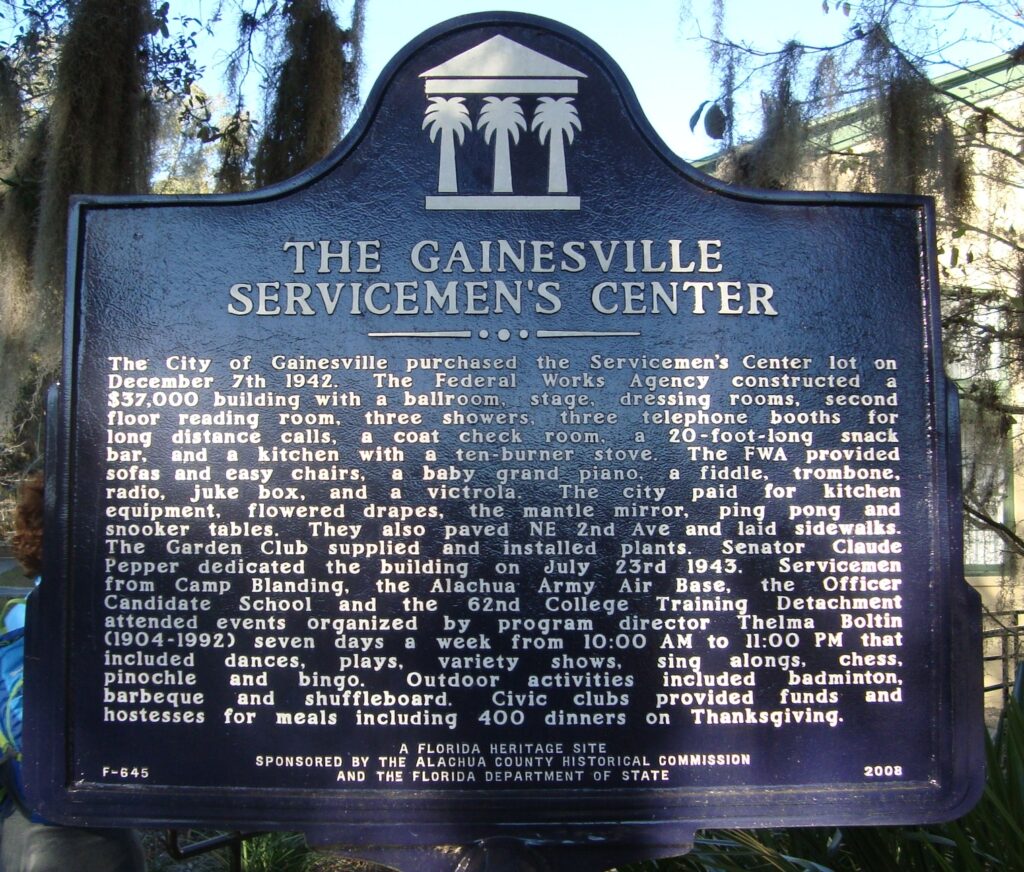 THE GAINESVILLE
SERVICEMEN'S CENTER
The City of Gainesville purchased the Servicemen's Center lot on
December 7th 1942. The Federal Works Agency constructed a
$37,000 building with a ballroom, stage, dressing rooms, second
floor reading room, three showers, three telephone booths for
long distance calls, a coat check room, a 20-foot-long snack
bar, and a kitchen with a ten-burner stove. The FWA provided
sofas and easy chairs, a baby grand piano, a fiddle, trombone,
radio, juke box, and a victrola. The city paid for kitchen
equipment, flowered drapes, the mantle mirror, ping pong and
snooker tables. They also paved NE 2nd Ave and laid sidewalks.
The Garden Club supplied and installed plants. Senator Claude
Pepper dedicated the building on July 23rd 1943. Servicemen
from Camp Blanding, the Alachua Army Air Base, the Officer
Candidate School and the 62nd College Training Detachment
attended events organized by program director Thelma Boltin
(1904-1992) seven days a week from 10:00 AM to 11:00 PM that
included dances, plays, variety shows, sing alongs, chess,
pinochle and bingo. Outdoor activities included badminton,
barbeque and shuffleboard. Civic clubs provided funds and
hostesses for meals including 400 dinners on Thanksgiving.
A FLORIDA HERITAGE SITE
SPONSORED BY THE ALACHUA COUNTY HISTORICAL COMMISSION
F-645 AND THE FLORIDA DEPARTMENT OF STATE 2008